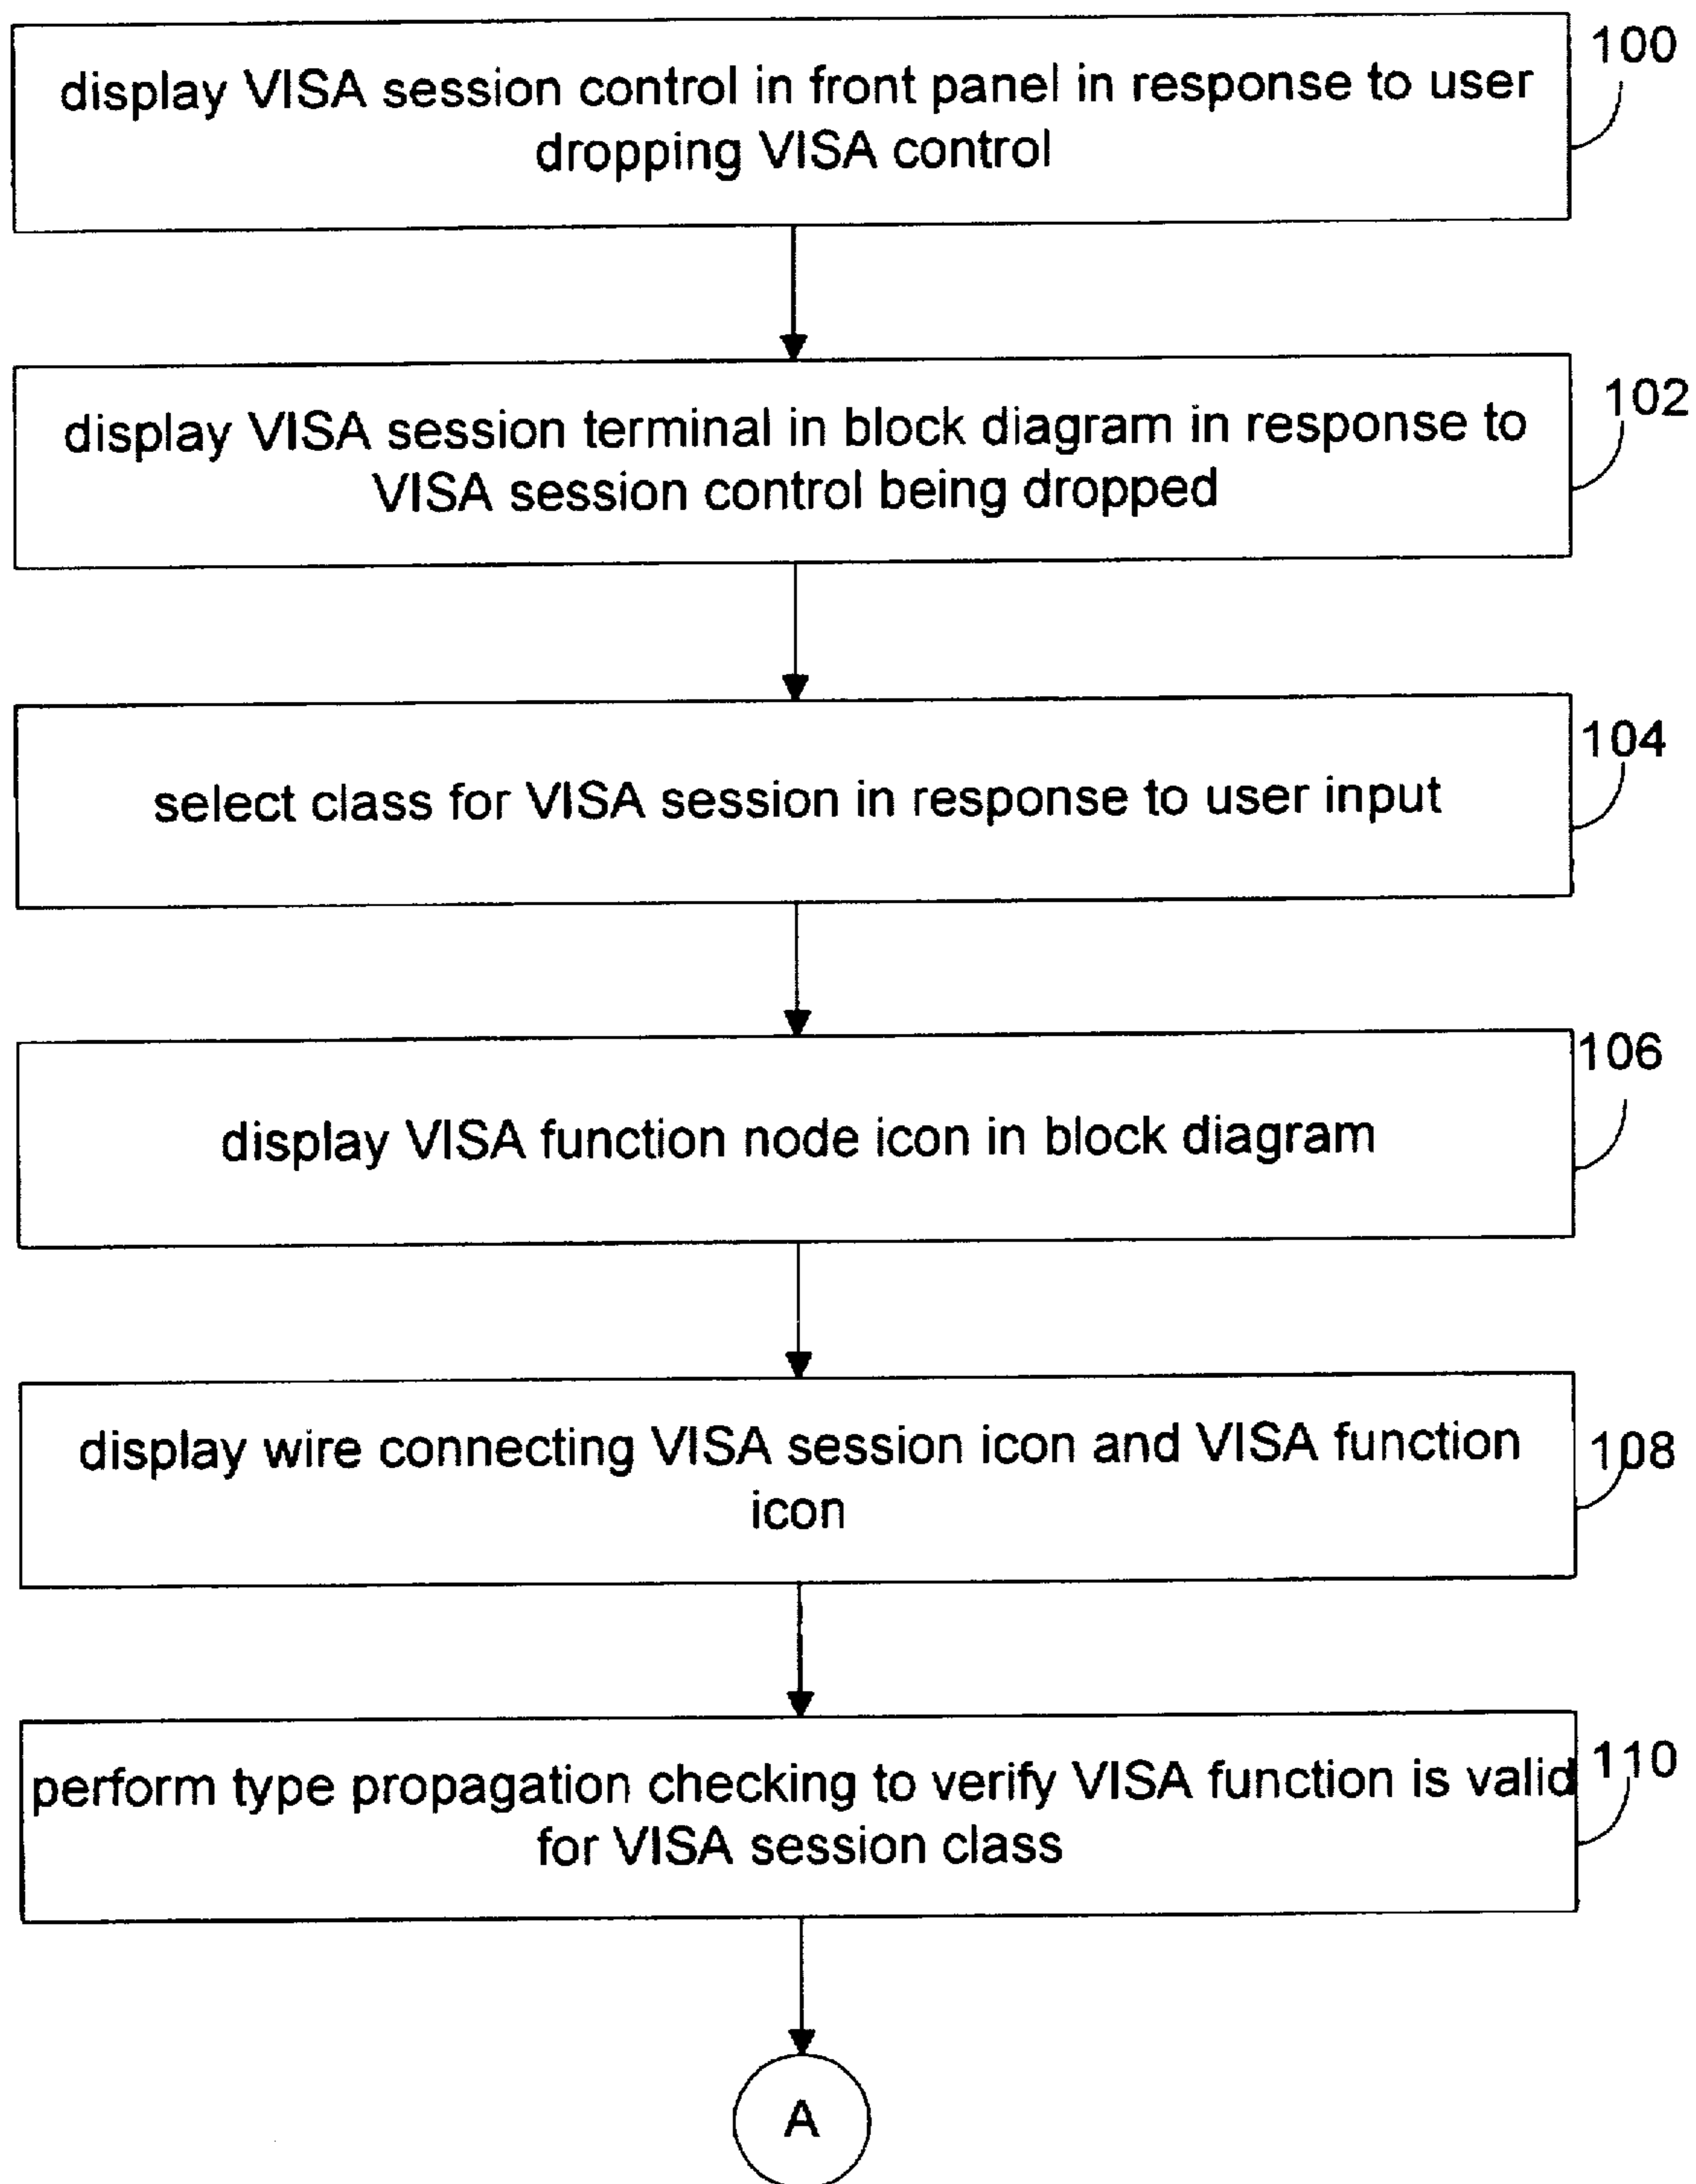 100
display VISA session control in front panel in response to user
dropping VISA control
102
display VISA session terminal in block diagram in response to
VISA session control being dropped
104
select class for VISA session in response to user input
106
display VISA function node icon in block diagram
108
display wire connecting VISA session icon and VISA function
icon
110
perform type propagation checking to verify VISA function is valid
for VISA session class
A